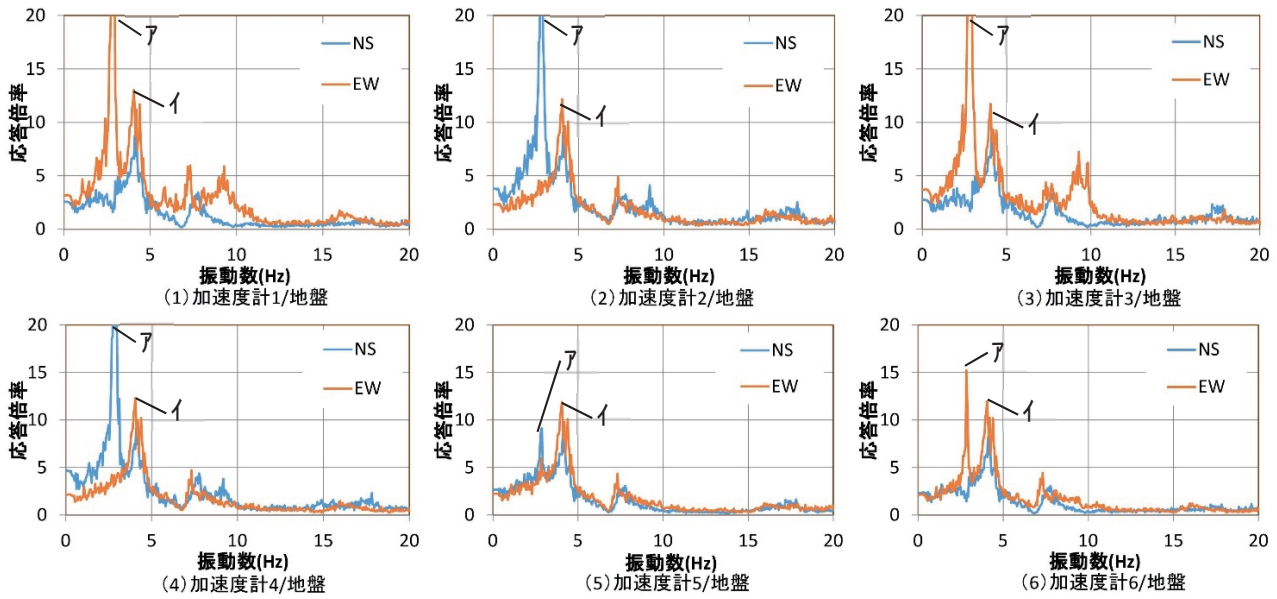 20
15
10
5
0
応答倍率
ア
イ
NS
EW
0 5 10 15 20
振動数(Hz)
(1)加速度計1/地盤
20
15
10
5
0
応答倍率
ア
イ
NS
EW
0 5 10 15 20
振動数(Hz)
(2)加速度計2/地盤
20
15
10
5
0
応答倍率
ア
イ
NS
EW
0 5 10 15 20
振動数(Hz)
(3)加速度計3/地盤
20
15
10
5
0
応答倍率
ア
イ
NS
EW
0 5 10 15 20
振動数(Hz)
(4)加速度計4/地盤
20
15
10
5
0
応答倍率
ア
イ
NS
EW
0 5 10 15 20
振動数(Hz)
(5)加速度計5/地盤
20
15
10
5
0
応答倍率
ア
イ
NS
EW
0 5 10 15 20
振動数(Hz)
(6)加速度計6/地盤